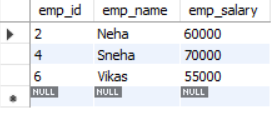 emp_id emp_name emp_salary
2 Neha 60000
4 Sneha 70000
6 Vikas 55000
NULL NULL NULL